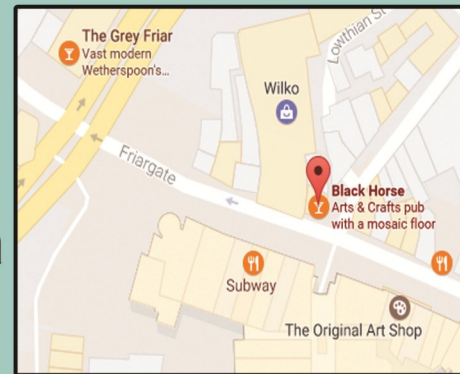 The Grey Friar
Vast modern
Wetherspoon's...
Lowthian St
Wilko
Friargate
Black Horse
Arts & Crafts pub
with a mosaic floor
Subway
The Original Art Shop